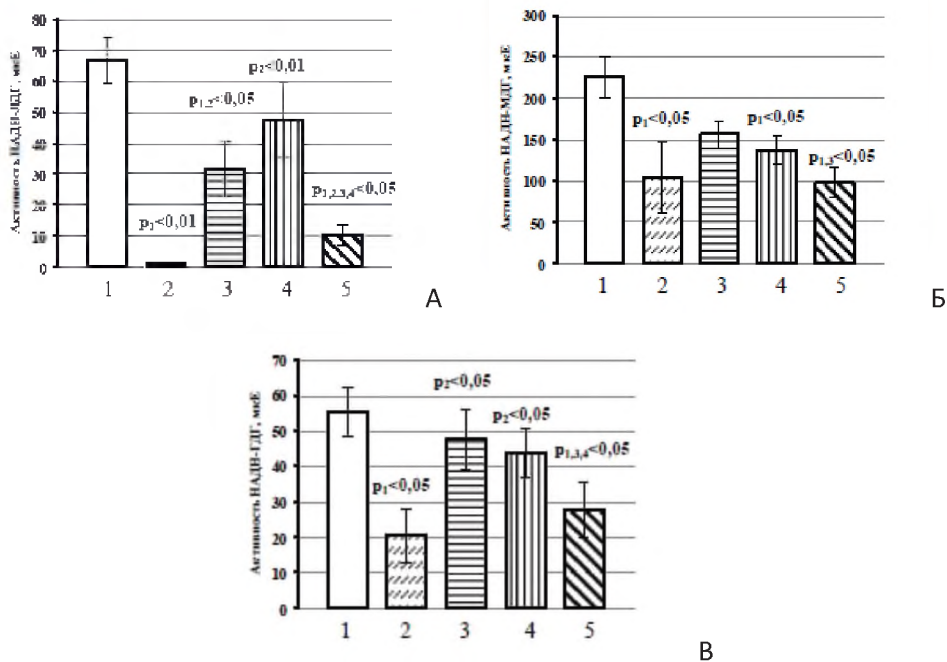 Активность НАДН-ЛДГ, мкЕ
80
70
60
50
40
30
20
10
0
p₁<0,01
p₁,₂<0,05
p₂<0,01
p₁,₂,₃,₄<0,05
1 2 3 4 5
А
Активность НАДН-МДГ, мкЕ
300
250
200
150
100
50
0
p₁<0,05
p₁<0,05
p₁,₃<0,05
1 2 3 4 5
Б
Активность НАДН-ГДГ, мкЕ
70
60
50
40
30
20
10
0
p₁<0,05
p₂<0,05
p₂<0,05
p₁,₃,₄<0,05
1 2 3 4 5
В